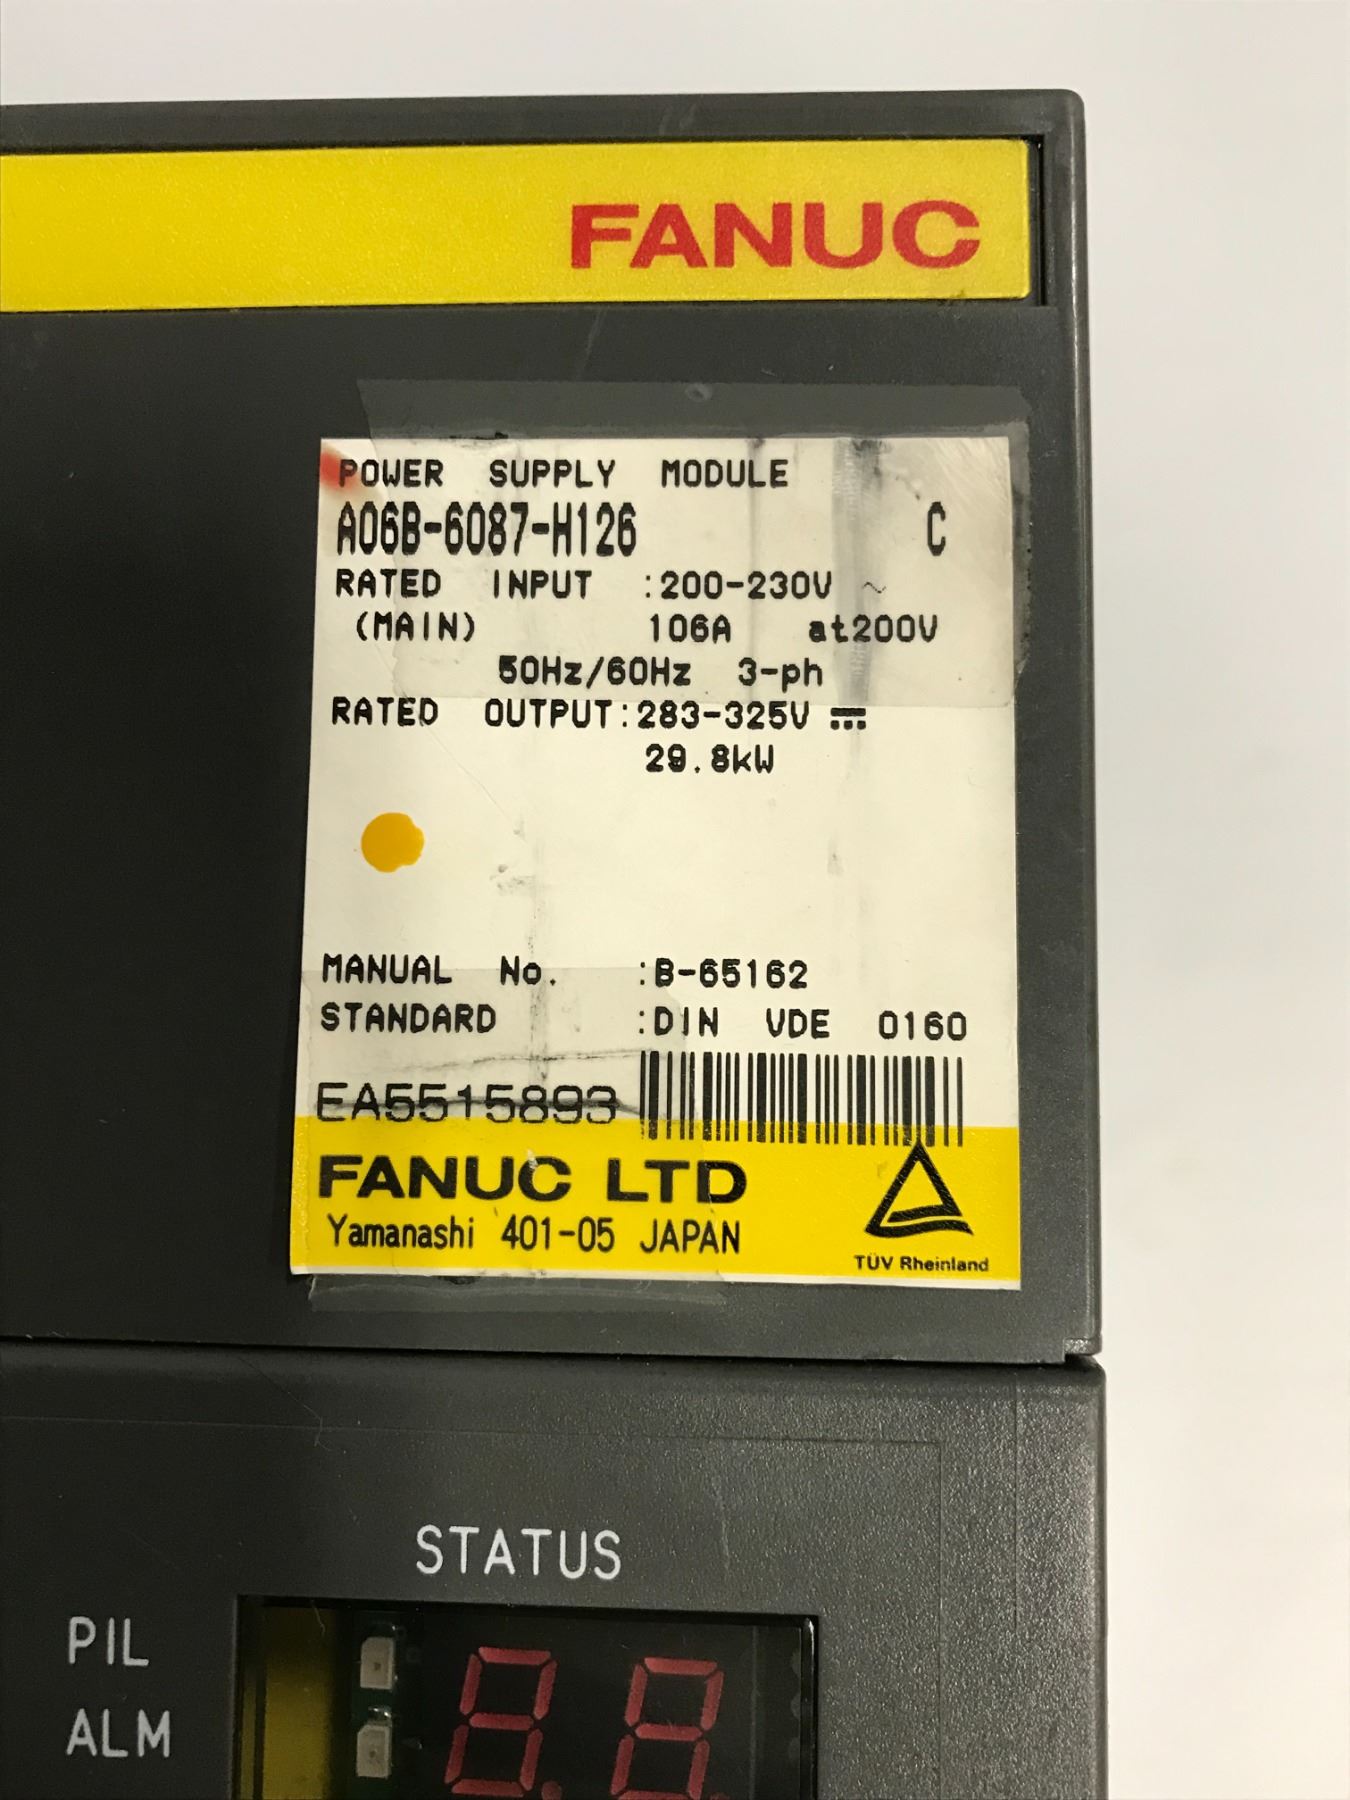 FANUC
POWER SUPPLY MODULE
A06B-6087-H126 C
RATED INPUT :200-230V ~
(MAIN) 106A at200V
50Hz/60Hz 3-ph
RATED OUTPUT:283-325V ⎓
29.8kW
MANUAL No. :B-65162
STANDARD :DIN VDE 0160
EA5515893
FANUC LTD
Yamanashi 401-05 JAPAN
TÜV Rheinland
STATUS
PIL
ALM